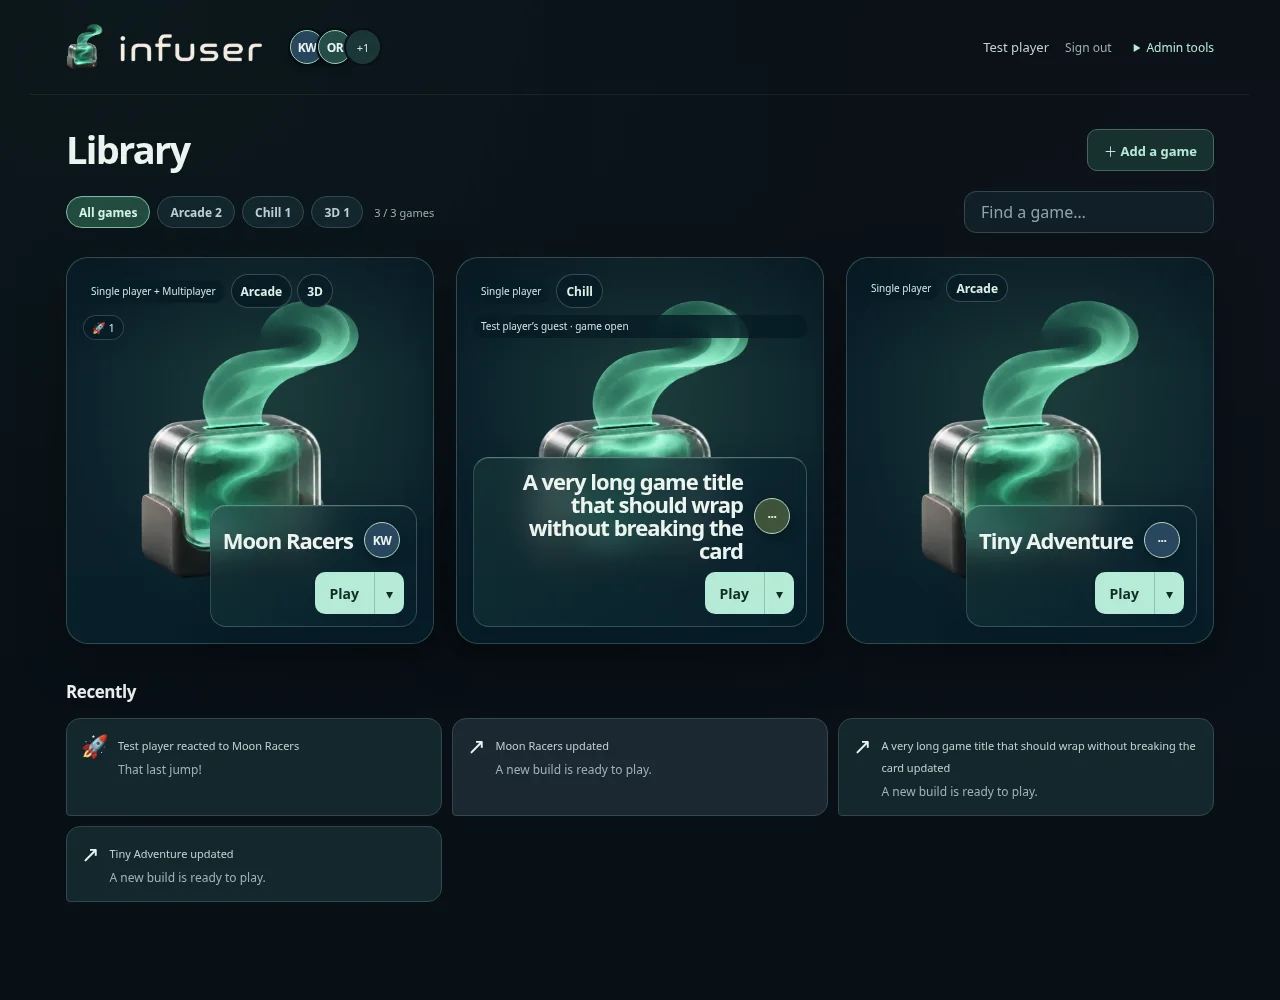 infuser
KW OR +1
Test player Sign out ▶ Admin tools
Library
+ Add a game
All games Arcade 2 Chill 1 3D 1 3 / 3 games
Find a game...
Single player + Multiplayer Arcade 3D
🚀 1
Moon Racers KW
Play ▼
Single player Chill
Test player's guest · game open
A very long game title
that should wrap
without breaking the
card
...
Play ▼
Single player Arcade
Tiny Adventure ...
Play ▼
Recently
🚀 Test player reacted to Moon Racers
That last jump!
↗ Moon Racers updated
A new build is ready to play.
↗ A very long game title that should wrap without breaking the
card updated
A new build is ready to play.
↗ Tiny Adventure updated
A new build is ready to play.